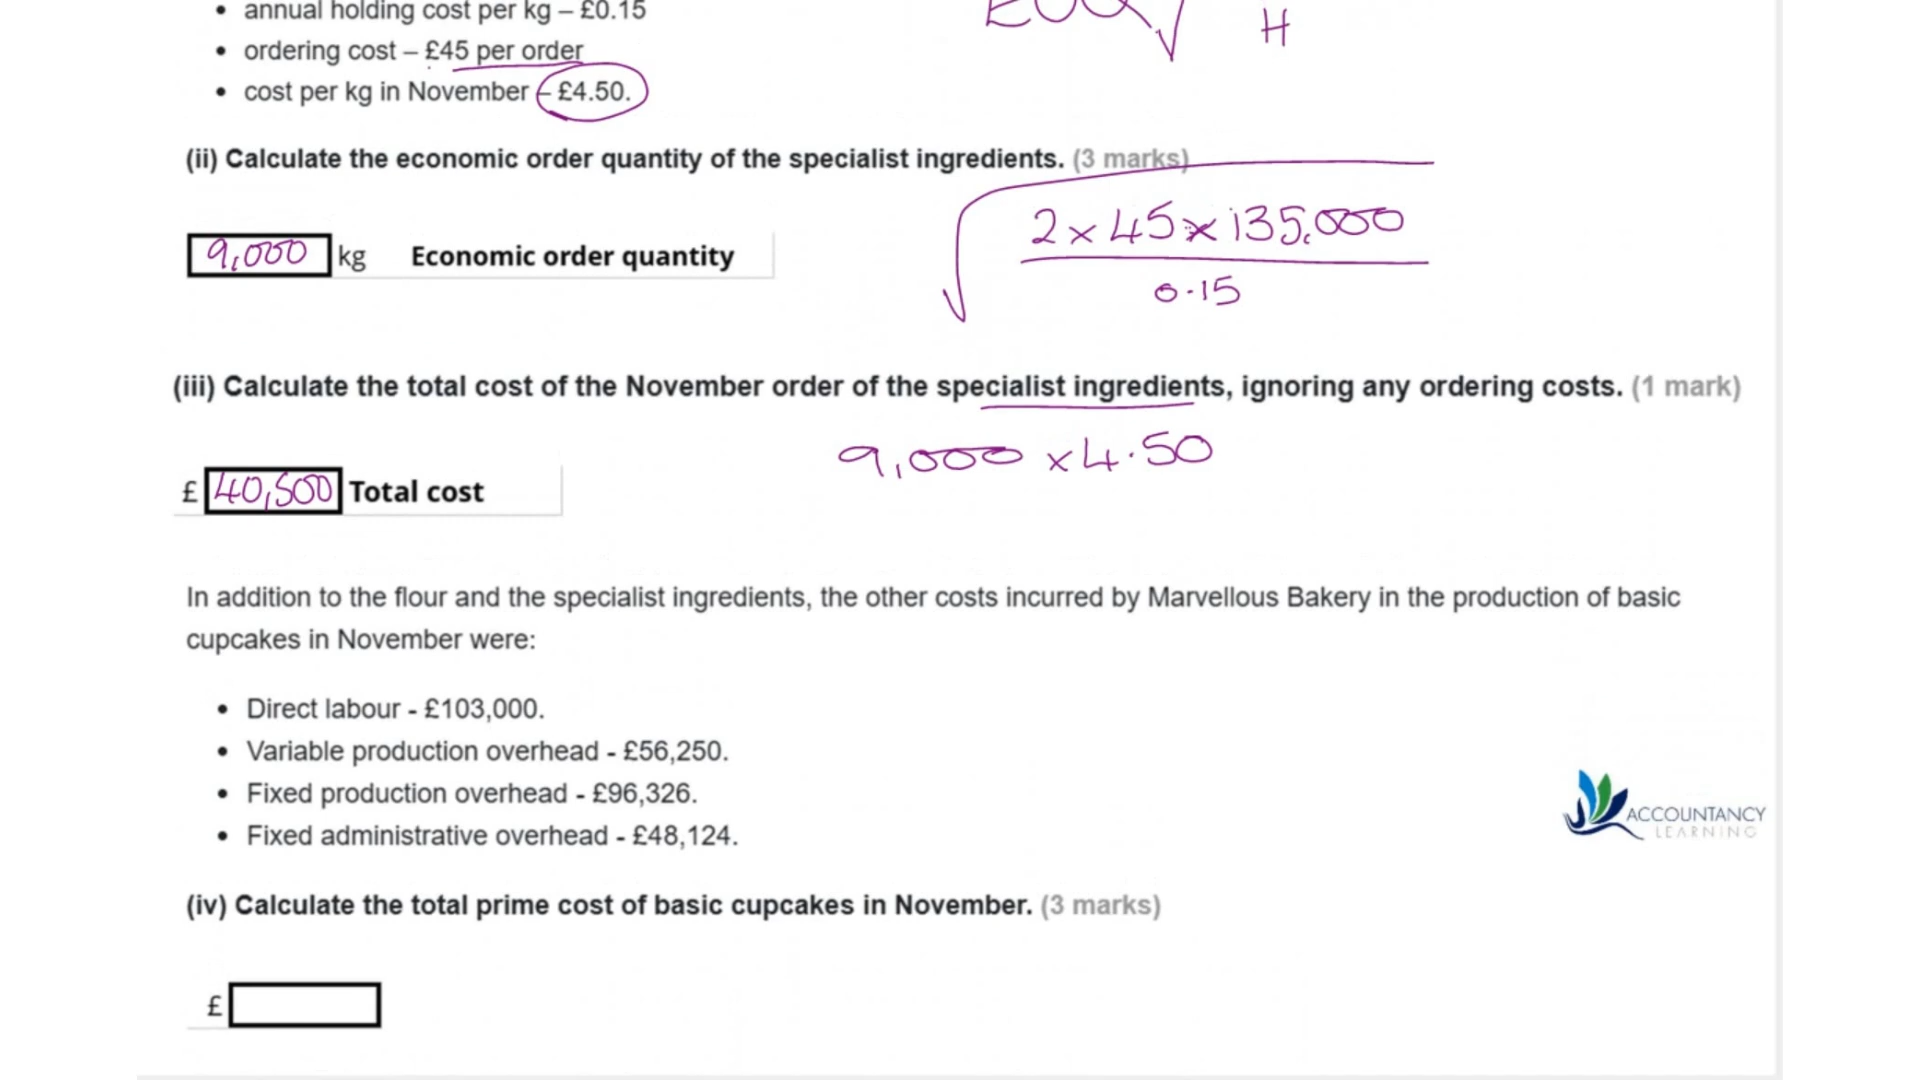 • annual holding cost per kg – £0.15
EOQ √ H
• ordering cost – £45 per order
• cost per kg in November – £4.50.
(ii) Calculate the economic order quantity of the specialist ingredients. (3 marks)
√ 2 × 45 × 135,000
9,000 kg Economic order quantity
0.15
(iii) Calculate the total cost of the November order of the specialist ingredients, ignoring any ordering costs. (1 mark)
9,000 × 4.50
£ 40,500 Total cost
In addition to the flour and the specialist ingredients, the other costs incurred by Marvellous Bakery in the production of basic
cupcakes in November were:
• Direct labour - £103,000.
• Variable production overhead - £56,250.
• Fixed production overhead - £96,326.
• Fixed administrative overhead - £48,124.
ACCOUNTANCY
LEARNING
(iv) Calculate the total prime cost of basic cupcakes in November. (3 marks)
£